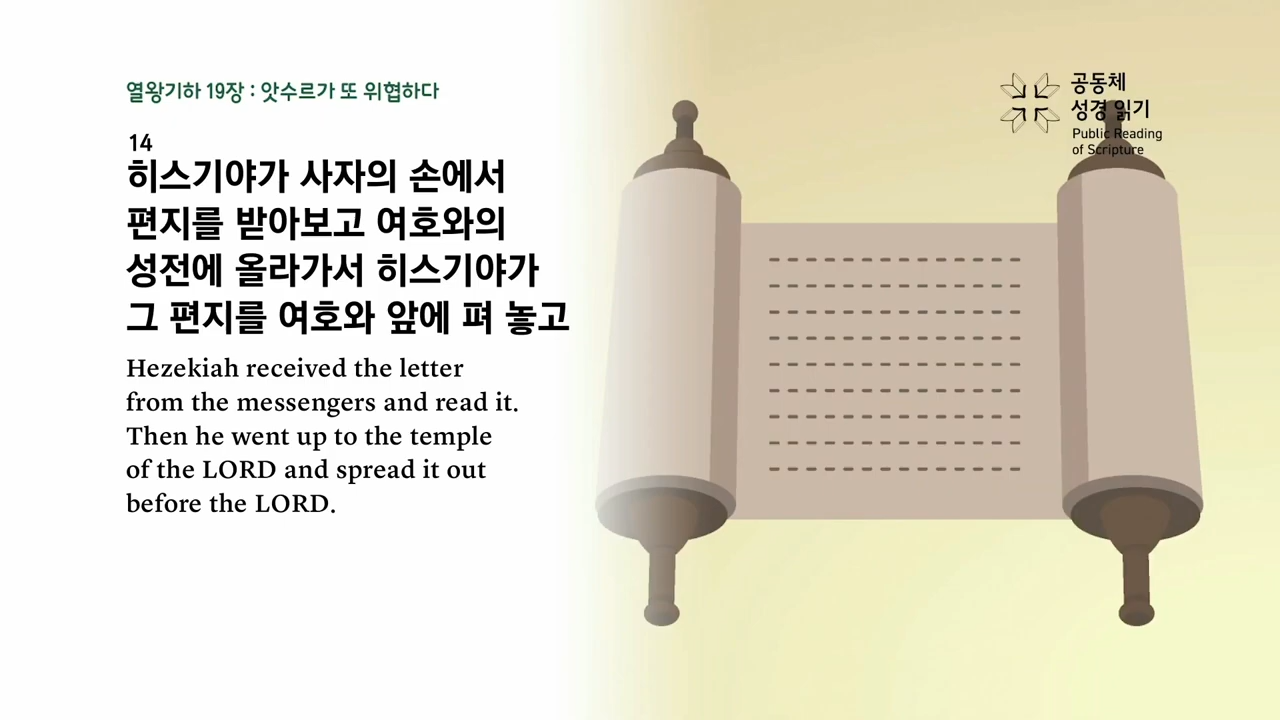 열왕기하 19장 : 앗수르가 또 위협하다
14
히스기야가 사자의 손에서
편지를 받아보고 여호와의
성전에 올라가서 히스기야가
그 편지를 여호와 앞에 펴 놓고
Hezekiah received the letter
from the messengers and read it.
Then he went up to the temple
of the LORD and spread it out
before the LORD.
공동체
성경 읽기
Public Reading
of Scripture